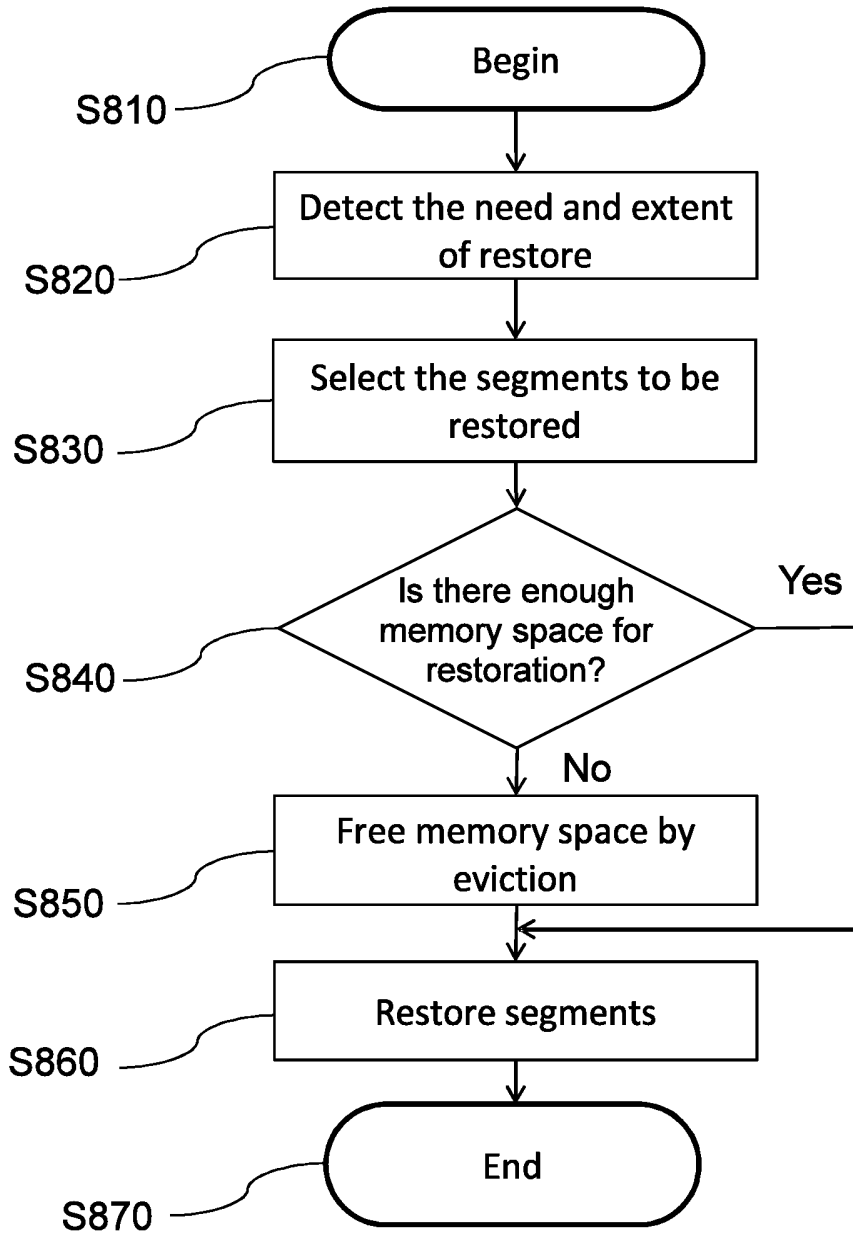 Begin
S810
Detect the need and extent
of restore
S820
Select the segments to be
restored
S830
Is there enough
memory space for
restoration?
Yes
S840
No
Free memory space by
eviction
S850
Restore segments
S860
End
S870